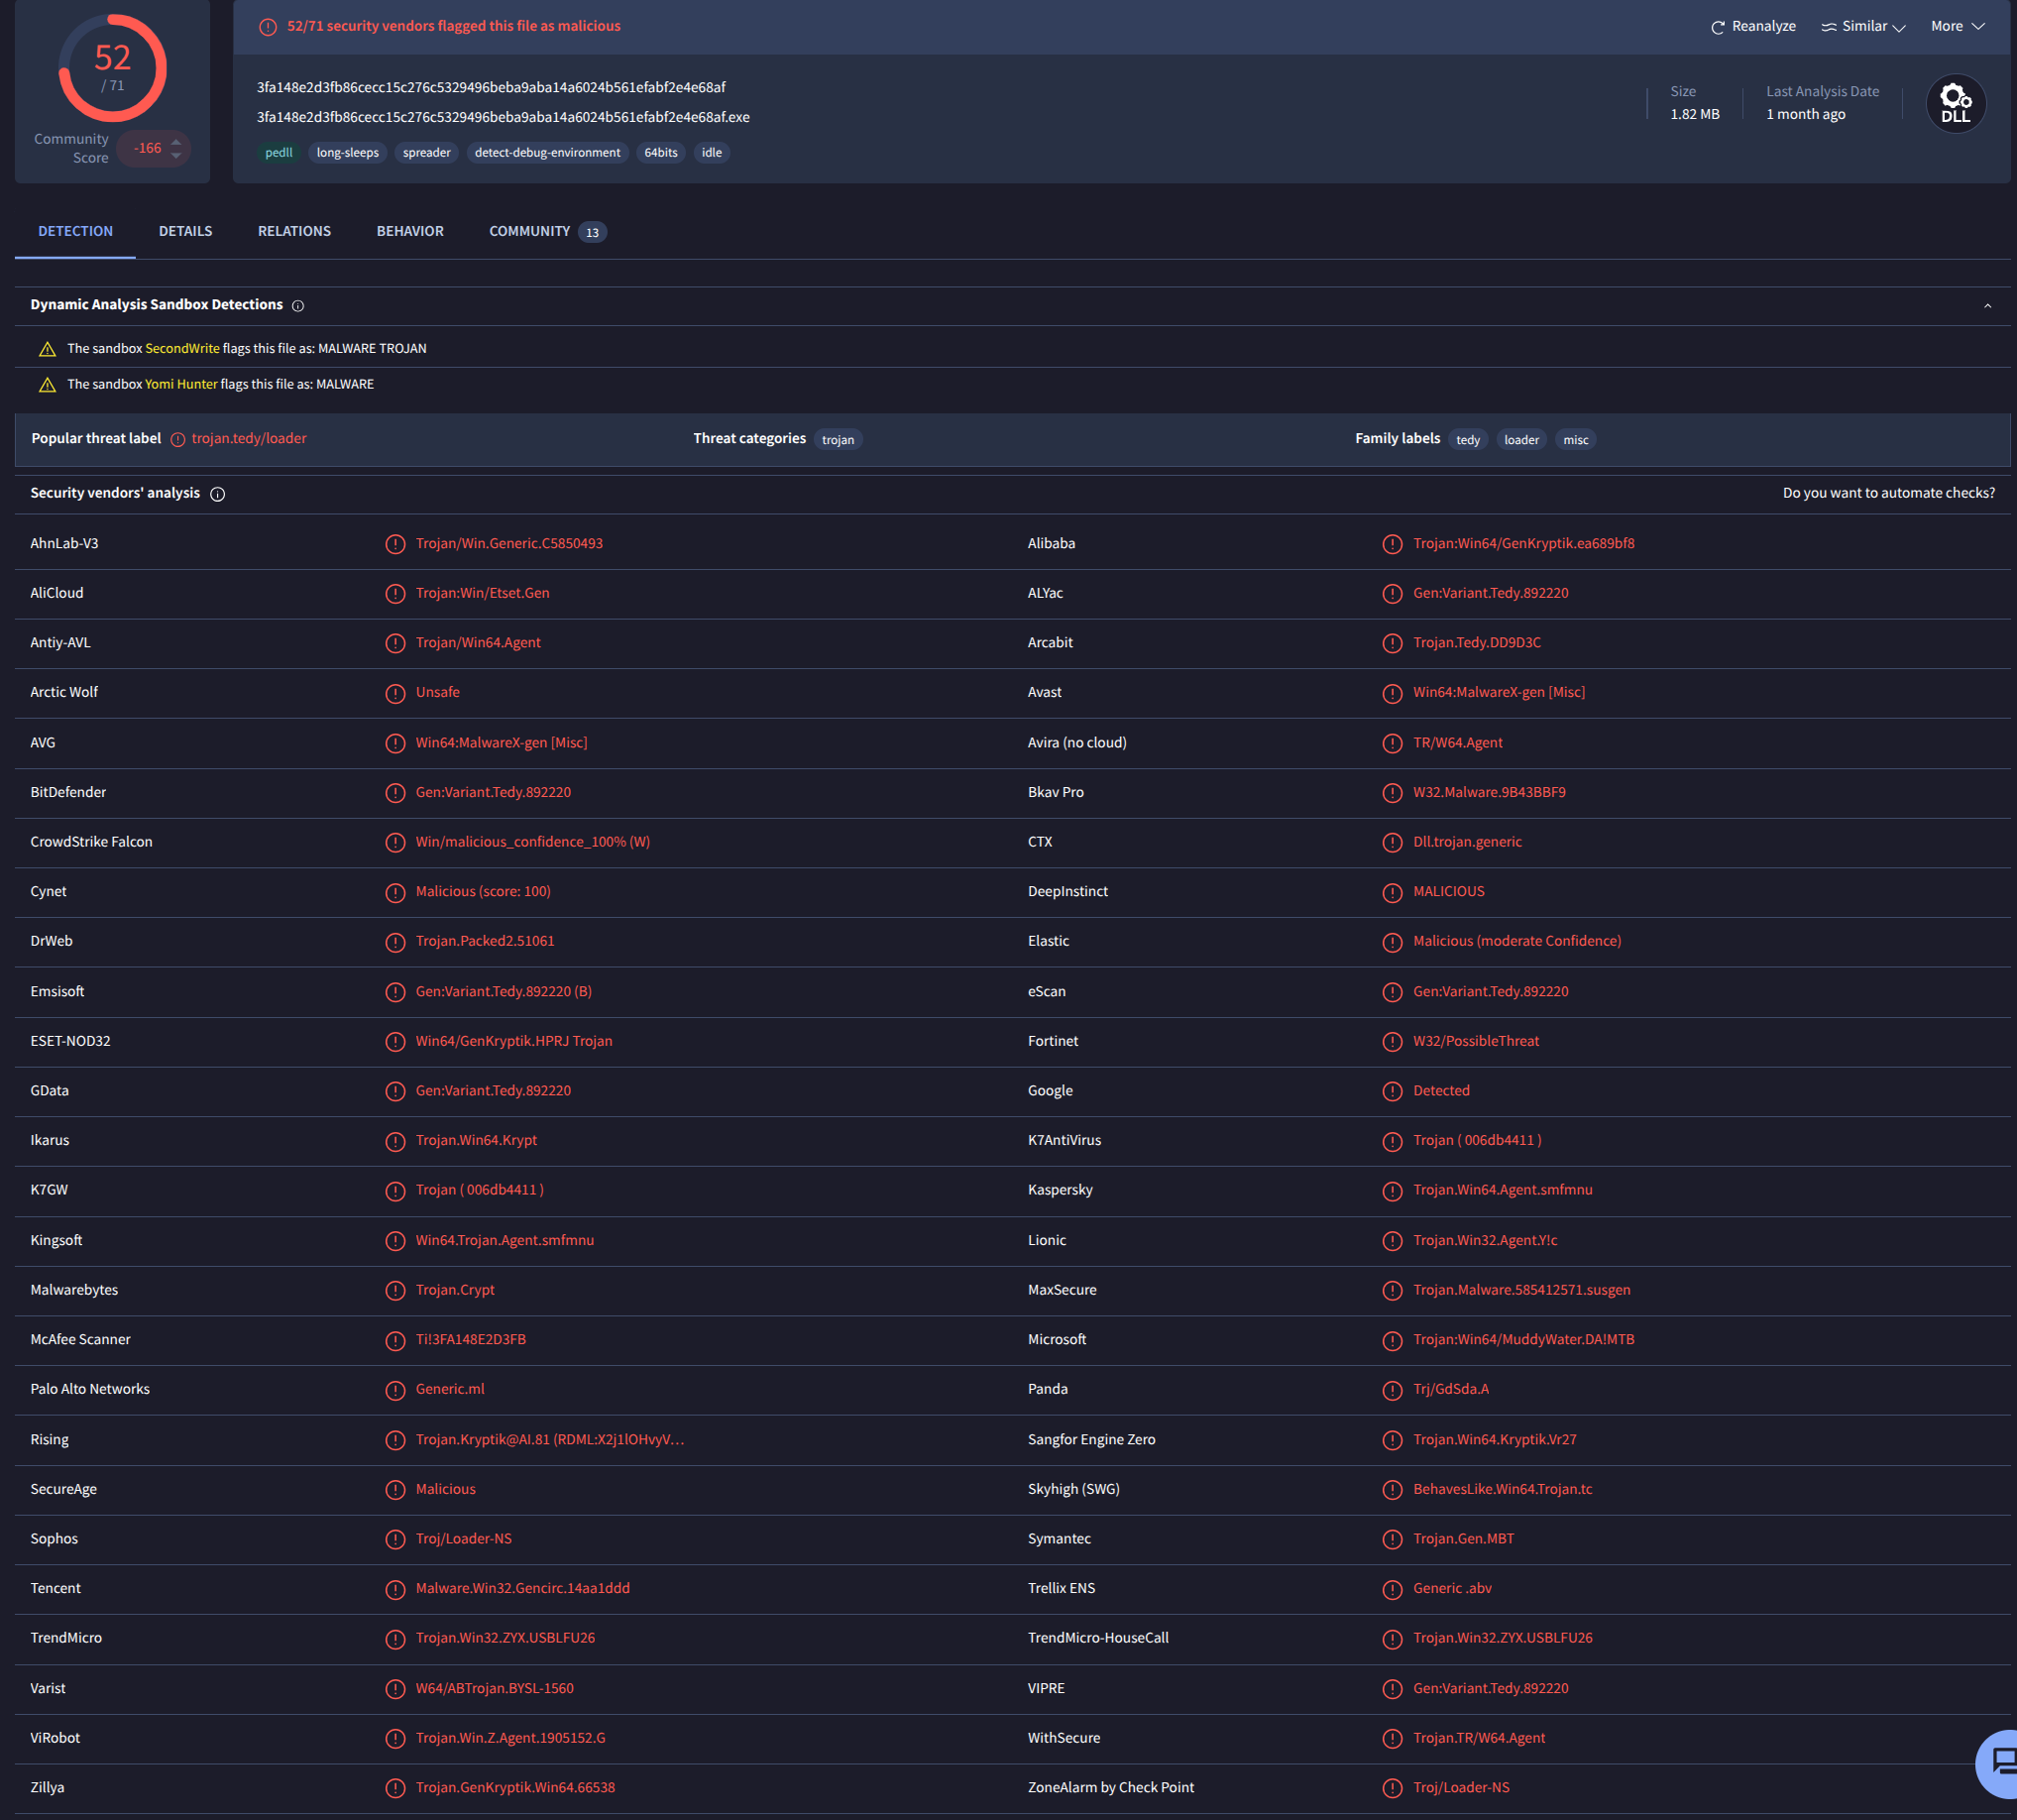 52
/ 71
Community Score
-166
52/71 security vendors flagged this file as malicious
Reanalyze
Similar
More
3fa148e2d3fb86cecc15c276c5329496beba9aba14a6024b561efabf2e4e68af
3fa148e2d3fb86cecc15c276c5329496beba9aba14a6024b561efabf2e4e68af.exe
pedll long-sleeps spreader detect-debug-environment 64bits idle
Size
1.82 MB
Last Analysis Date
1 month ago
DLL
DETECTION DETAILS RELATIONS BEHAVIOR COMMUNITY 13
Dynamic Analysis Sandbox Detections
The sandbox SecondWrite flags this file as: MALWARE TROJAN
The sandbox Yomi Hunter flags this file as: MALWARE
Popular threat label trojan.tedy/loader Threat categories trojan Family labels tedy loader misc
Security vendors' analysis Do you want to automate checks?
AhnLab-V3 Trojan/Win.Generic.C5850493 Alibaba Trojan:Win64/GenKryptik.ea689bf8
AliCloud Trojan:Win/Etset.Gen ALYac Gen:Variant.Tedy.892220
Antiy-AVL Trojan/Win64.Agent Arcabit Trojan.Tedy.DD9D3C
Arctic Wolf Unsafe Avast Win64:MalwareX-gen [Misc]
AVG Win64:MalwareX-gen [Misc] Avira (no cloud) TR/W64.Agent
BitDefender Gen:Variant.Tedy.892220 Bkav Pro W32.Malware.9B43BBF9
CrowdStrike Falcon Win/malicious_confidence_100% (W) CTX Dll.trojan.generic
Cynet Malicious (score: 100) DeepInstinct MALICIOUS
DrWeb Trojan.Packed2.51061 Elastic Malicious (moderate Confidence)
Emsisoft Gen:Variant.Tedy.892220 (B) eScan Gen:Variant.Tedy.892220
ESET-NOD32 Win64/GenKryptik.HPRJ Trojan Fortinet W32/PossibleThreat
GData Gen:Variant.Tedy.892220 Google Detected
Ikarus Trojan.Win64.Krypt K7AntiVirus Trojan ( 006db4411 )
K7GW Trojan ( 006db4411 ) Kaspersky Trojan.Win64.Agent.smfmnu
Kingsoft Win64.Trojan.Agent.smfmnu Lionic Trojan.Win32.Agent.Y!c
Malwarebytes Trojan.Crypt MaxSecure Trojan.Malware.585412571.susgen
McAfee Scanner Ti!3FA148E2D3FB Microsoft Trojan:Win64/MuddyWater.DA!MTB
Palo Alto Networks Generic.ml Panda Trj/GdSda.A
Rising Trojan.Kryptik@AI.81 (RDML:X2j1lOHvyV… Sangfor Engine Zero Trojan.Win64.Kryptik.Vr27
SecureAge Malicious Skyhigh (SWG) BehavesLike.Win64.Trojan.tc
Sophos Troj/Loader-NS Symantec Trojan.Gen.MBT
Tencent Malware.Win32.Gencirc.14aa1ddd Trellix ENS Generic .abv
TrendMicro Trojan.Win32.ZYX.USBLFU26 TrendMicro-HouseCall Trojan.Win32.ZYX.USBLFU26
Varist W64/ABTrojan.BYSL-1560 VIPRE Gen:Variant.Tedy.892220
ViRobot Trojan.Win.Z.Agent.1905152.G WithSecure Trojan.TR/W64.Agent
Zillya Trojan.GenKryptik.Win64.66538 ZoneAlarm by Check Point Troj/Loader-NS